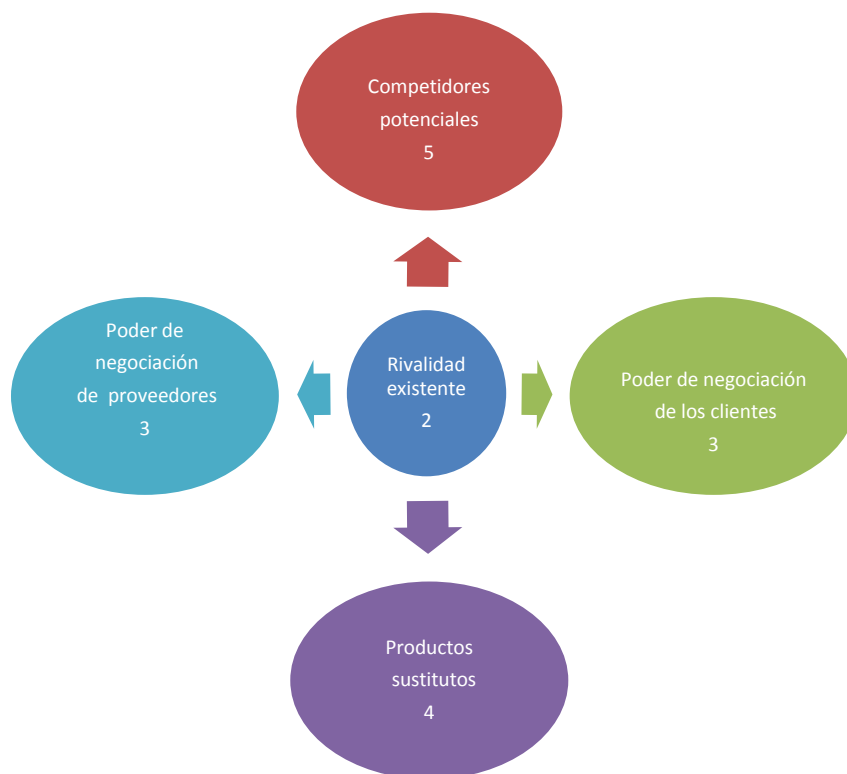 Competidores
potenciales
5
Poder de
negociación
de proveedores
3
Rivalidad
existente
2
Poder de negociación
de los clientes
3
Productos
sustitutos
4